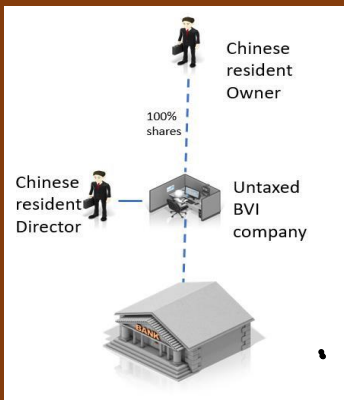 Chinese
resident
Owner
100%
shares
Chinese
resident
Director
Untaxed
BVI
company
BANK